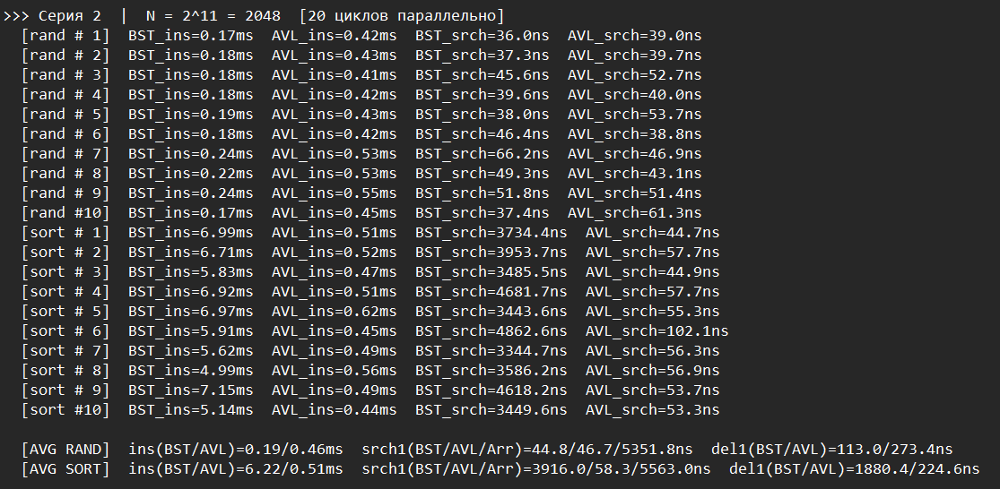 >>> Серия 2  |  N = 2^11 = 2048  [20 циклов параллельно]
[rand # 1]  BST_ins=0.17ms  AVL_ins=0.42ms  BST_srch=36.0ns  AVL_srch=39.0ns
[rand # 2]  BST_ins=0.18ms  AVL_ins=0.43ms  BST_srch=37.3ns  AVL_srch=39.7ns
[rand # 3]  BST_ins=0.18ms  AVL_ins=0.41ms  BST_srch=45.6ns  AVL_srch=52.7ns
[rand # 4]  BST_ins=0.18ms  AVL_ins=0.42ms  BST_srch=39.6ns  AVL_srch=40.0ns
[rand # 5]  BST_ins=0.19ms  AVL_ins=0.43ms  BST_srch=38.0ns  AVL_srch=53.7ns
[rand # 6]  BST_ins=0.18ms  AVL_ins=0.42ms  BST_srch=46.4ns  AVL_srch=38.8ns
[rand # 7]  BST_ins=0.24ms  AVL_ins=0.53ms  BST_srch=66.2ns  AVL_srch=46.9ns
[rand # 8]  BST_ins=0.22ms  AVL_ins=0.53ms  BST_srch=49.3ns  AVL_srch=43.1ns
[rand # 9]  BST_ins=0.24ms  AVL_ins=0.55ms  BST_srch=51.8ns  AVL_srch=51.4ns
[rand #10]  BST_ins=0.17ms  AVL_ins=0.45ms  BST_srch=37.4ns  AVL_srch=61.3ns
[sort # 1]  BST_ins=6.99ms  AVL_ins=0.51ms  BST_srch=3734.4ns  AVL_srch=44.7ns
[sort # 2]  BST_ins=6.71ms  AVL_ins=0.52ms  BST_srch=3953.7ns  AVL_srch=57.7ns
[sort # 3]  BST_ins=5.83ms  AVL_ins=0.47ms  BST_srch=3485.5ns  AVL_srch=44.9ns
[sort # 4]  BST_ins=6.92ms  AVL_ins=0.51ms  BST_srch=4681.7ns  AVL_srch=57.7ns
[sort # 5]  BST_ins=6.97ms  AVL_ins=0.62ms  BST_srch=3443.6ns  AVL_srch=55.3ns
[sort # 6]  BST_ins=5.91ms  AVL_ins=0.45ms  BST_srch=4862.6ns  AVL_srch=102.1ns
[sort # 7]  BST_ins=5.62ms  AVL_ins=0.49ms  BST_srch=3344.7ns  AVL_srch=56.3ns
[sort # 8]  BST_ins=4.99ms  AVL_ins=0.56ms  BST_srch=3586.2ns  AVL_srch=56.9ns
[sort # 9]  BST_ins=7.15ms  AVL_ins=0.49ms  BST_srch=4618.2ns  AVL_srch=53.7ns
[sort #10]  BST_ins=5.14ms  AVL_ins=0.44ms  BST_srch=3449.6ns  AVL_srch=53.3ns
[AVG RAND]  ins(BST/AVL)=0.19/0.46ms  srch1(BST/AVL/Arr)=44.8/46.7/5351.8ns  del1(BST/AVL)=113.0/273.4ns
[AVG SORT]  ins(BST/AVL)=6.22/0.51ms  srch1(BST/AVL/Arr)=3916.0/58.3/5563.0ns  del1(BST/AVL)=1880.4/224.6ns